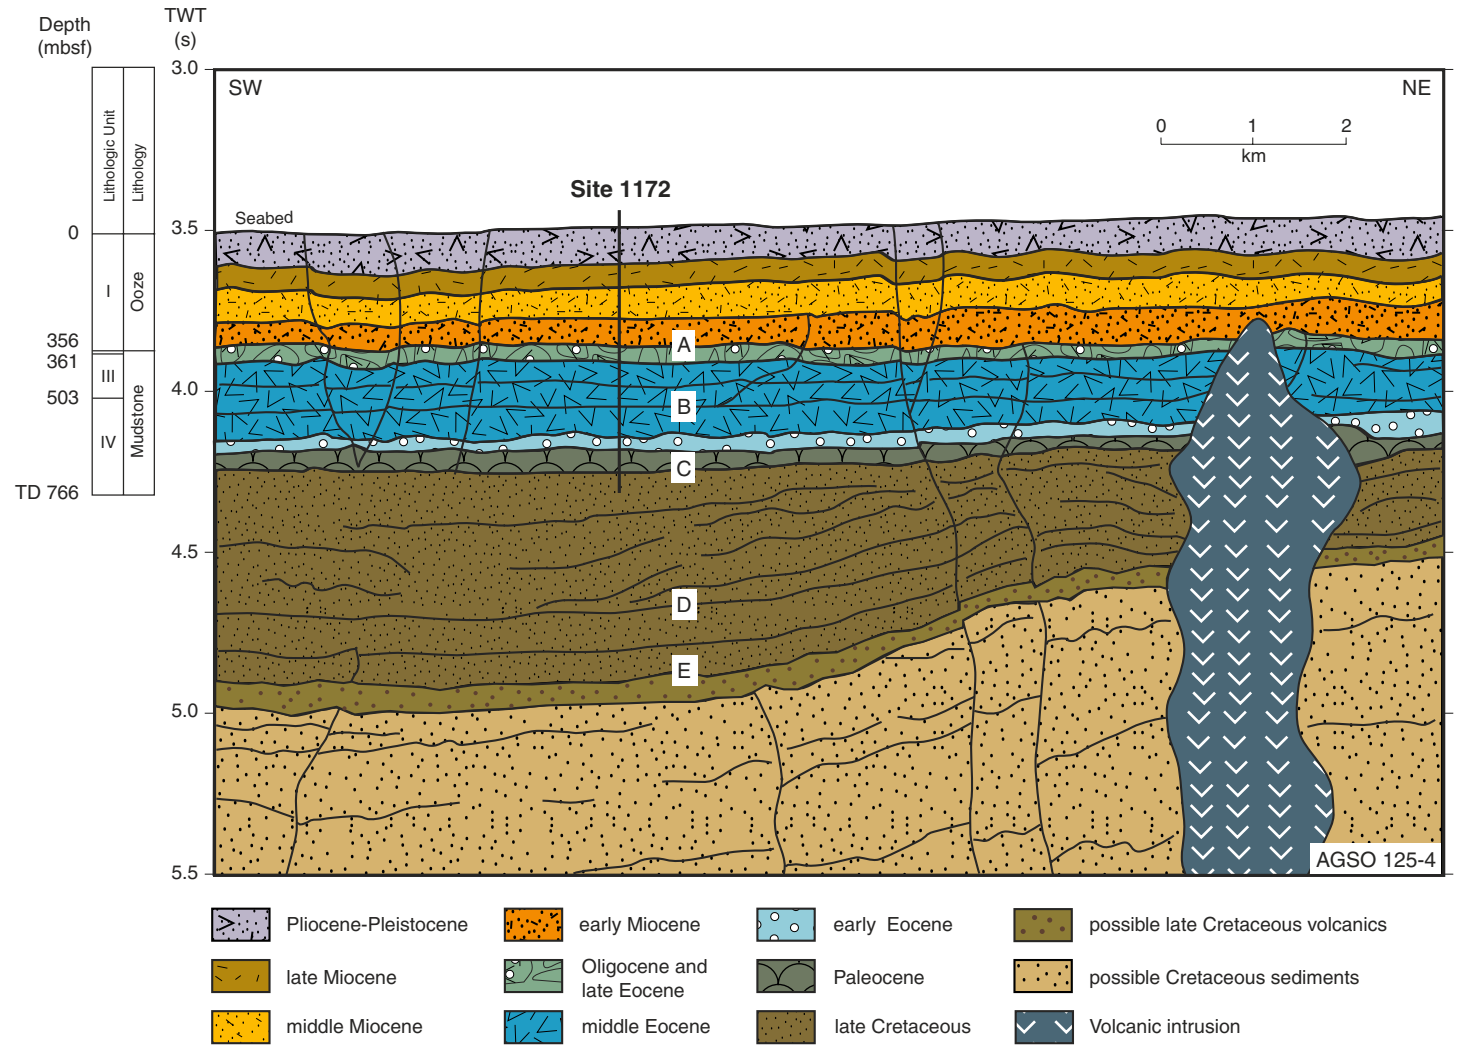 Depth
(mbsf)
TWT
(s)
Lithologic Unit
Lithology
0
356
361
503
TD 766
I
III
IV
Ooze
Mudstone
3.0
3.5
4.0
4.5
5.0
5.5
SW
NE
0 1 2
km
Site 1172
Seabed
A
B
C
D
E
AGSO 125-4
Pliocene-Pleistocene
late Miocene
middle Miocene
early Miocene
Oligocene and
late Eocene
middle Eocene
early Eocene
Paleocene
late Cretaceous
possible late Cretaceous volcanics
possible Cretaceous sediments
Volcanic intrusion